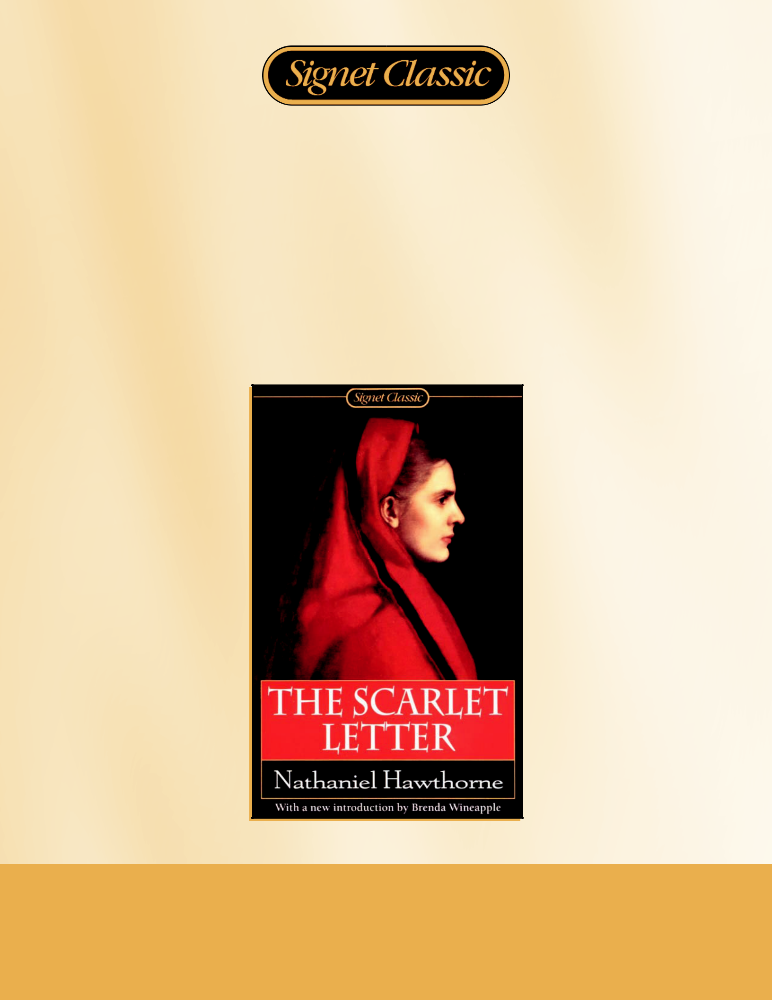 Signet Classic
Signet Classic
THE SCARLET
LETTER
Nathaniel Hawthorne
With a new introduction by Brenda Wineapple